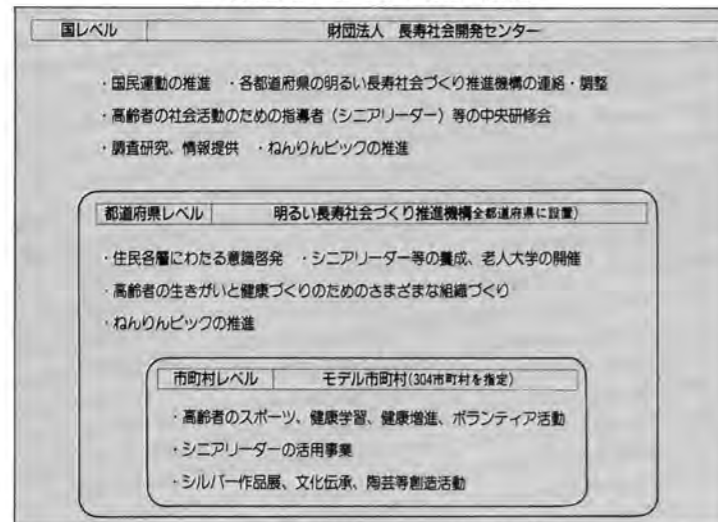 国レベル 財団法人 長寿社会開発センター
・国民運動の推進 ・各都道府県の明るい長寿社会づくり推進機構の連絡・調整
・高齢者の社会活動のための指導者（シニアリーダー）等の中央研修会
・調査研究、情報提供 ・ねんりんピックの推進
都道府県レベル 明るい長寿社会づくり推進機構全都道府県に設置)
・住民各層にわたる意識啓発 ・シニアリーダー等の養成、老人大学の開催
・高齢者の生きがいと健康づくりのためのさまざまな組織づくり
・ねんりんピックの推進
市町村レベル モデル市町村(304市町村を指定)
・高齢者のスポーツ、健康学習、健康増進、ボランティア活動
・シニアリーダーの活用事業
・シルバー作品展、文化伝承、陶芸等創造活動